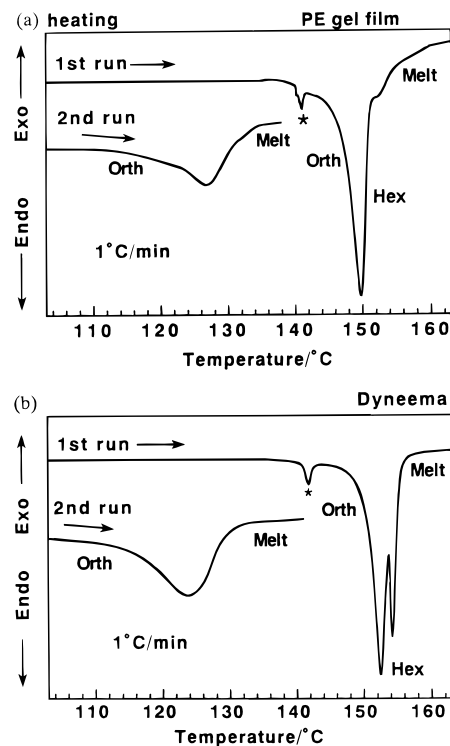 (a) heating PE gel film
1st run Melt
2nd run
*
Melt Orth
Orth
Hex
1°C/min
Exo
Endo
110 120 130 140 150 160
Temperature/°C
(b) Dyneema
1st run
Melt
*
Orth
2nd run
Melt
Orth
1°C/min
Hex
Exo
Endo
110 120 130 140 150 160
Temperature/°C